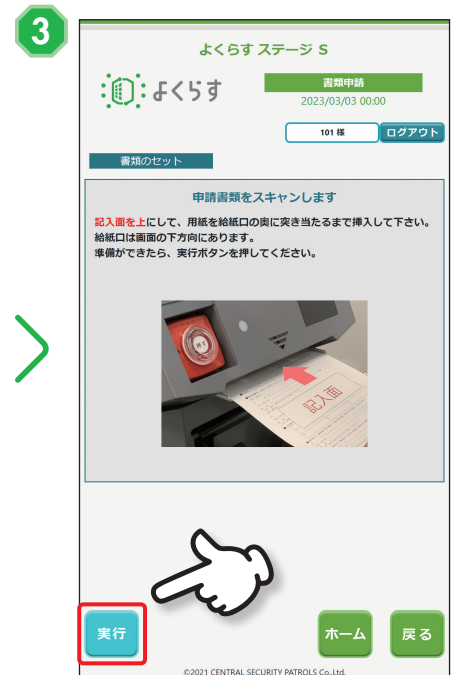 3
よくらす ステージ S
よくらす
書類申請
2023/03/03 00:00
101 様
ログアウト
書類のセット
申請書類をスキャンします
記入面を上にして、用紙を給紙口の奥に突き当たるまで挿入して下さい。
給紙口は画面の下方向にあります。
準備ができたら、実行ボタンを押してください。
押す
記入面
実行
ホーム
戻る
©2021 CENTRAL SECURITY PATROLS Co.,Ltd.